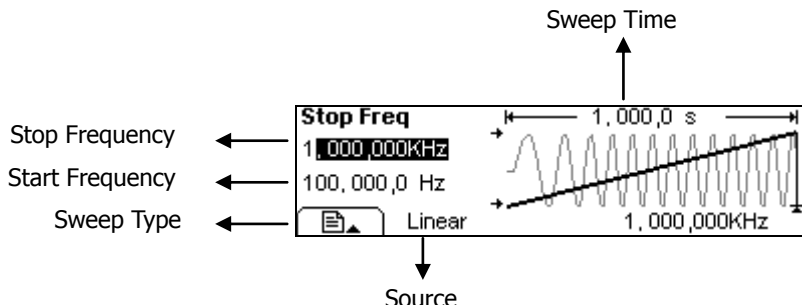 Sweep Time
Stop Freq
1,000,0 s
Stop Frequency
1,000,000KHz
Start Frequency
100,000,0 Hz
Sweep Type
Linear
1,000,000KHz
Source